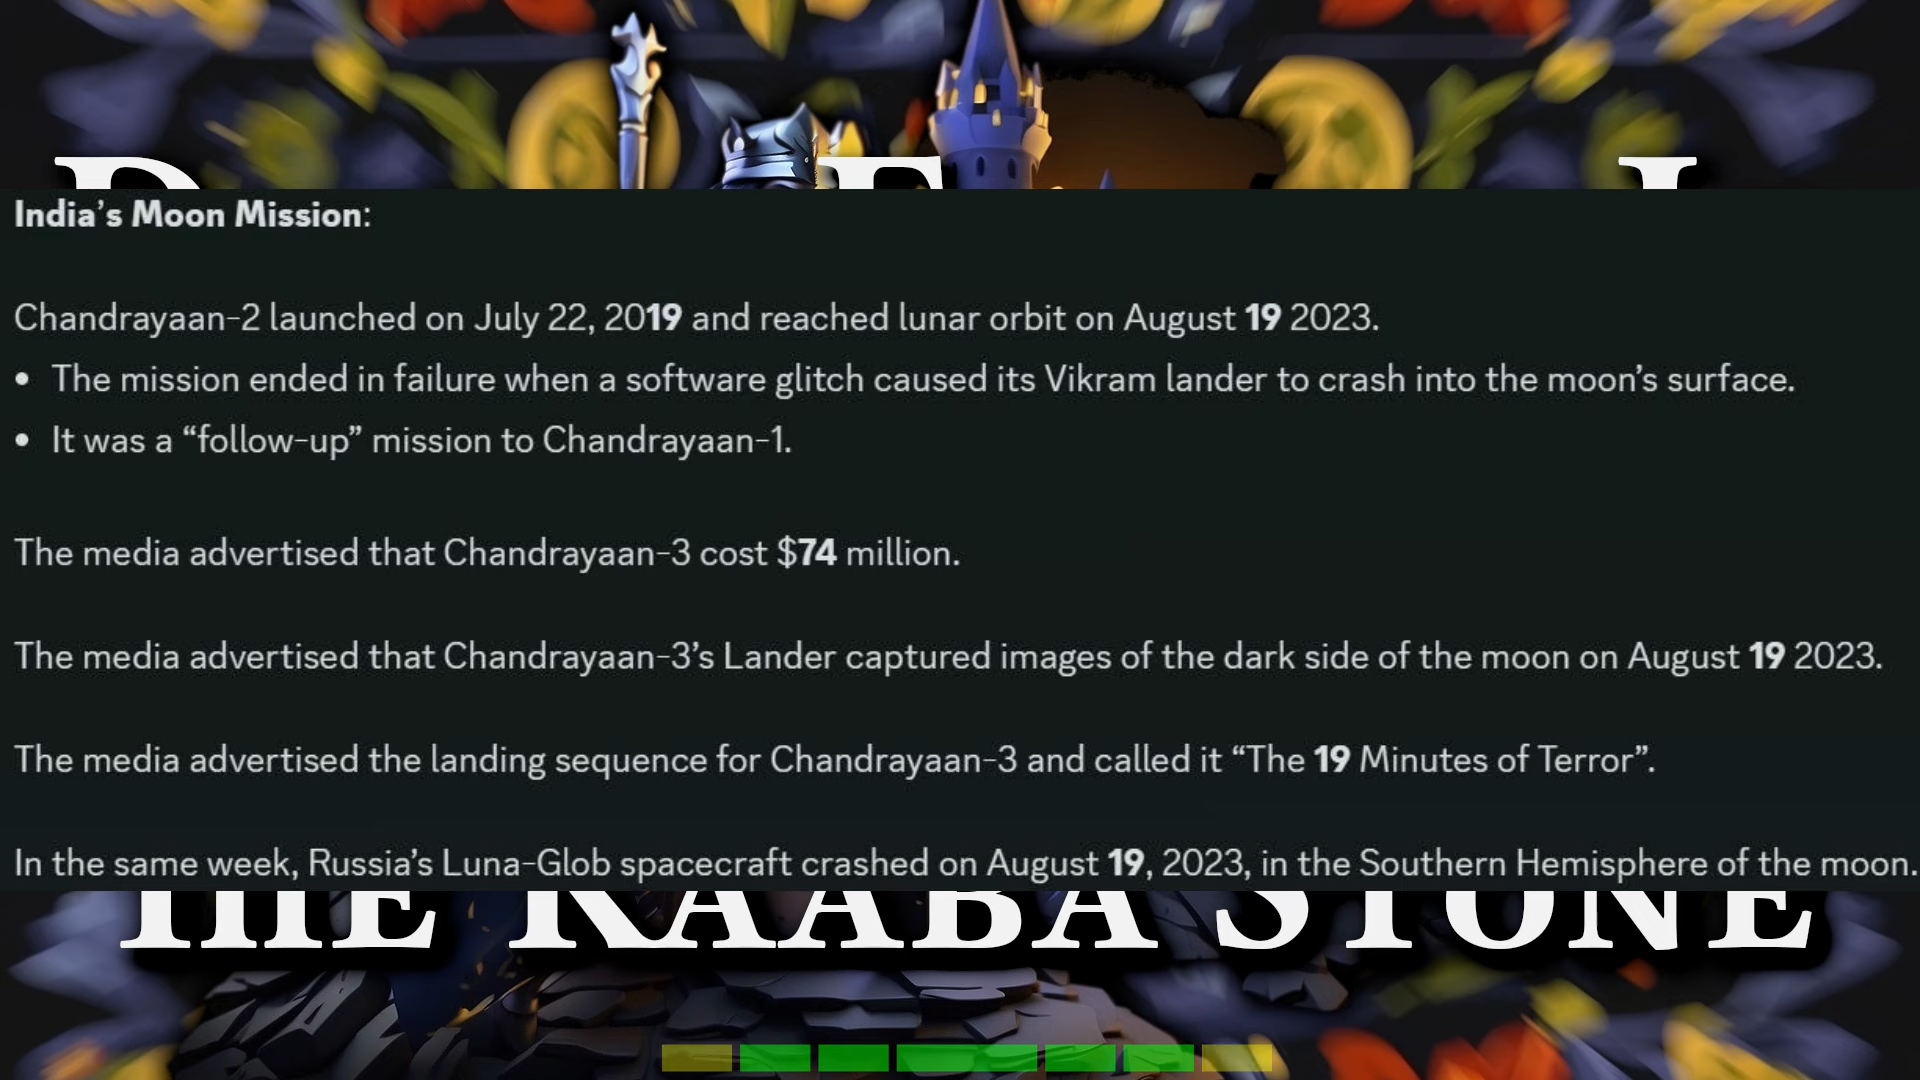 India’s Moon Mission:
Chandrayaan-2 launched on July 22, 2019 and reached lunar orbit on August 19 2023.
• The mission ended in failure when a software glitch caused its Vikram lander to crash into the moon’s surface.
• It was a “follow-up” mission to Chandrayaan-1.
The media advertised that Chandrayaan-3 cost $74 million.
The media advertised that Chandrayaan-3’s Lander captured images of the dark side of the moon on August 19 2023.
The media advertised the landing sequence for Chandrayaan-3 and called it “The 19 Minutes of Terror”.
In the same week, Russia’s Luna-Glob spacecraft crashed on August 19, 2023, in the Southern Hemisphere of the moon.
THE KAABA STONE